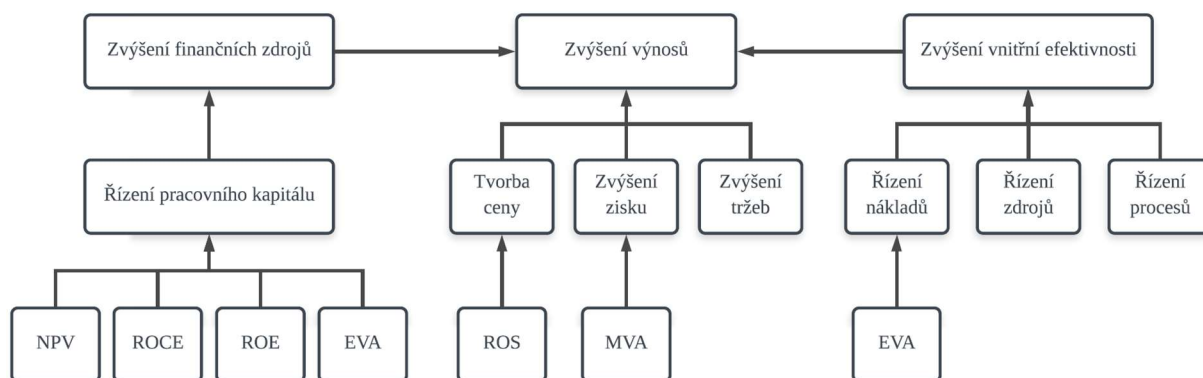 Zvýšení finančních zdrojů
Zvýšení výnosů
Zvýšení vnitřní efektivnosti
Řízení pracovního kapitálu
Tvorba
ceny
Zvýšení
zisku
Zvýšení
tržeb
Řízení
nákladů
Řízení
zdrojů
Řízení
procesů
NPV
ROCE
ROE
EVA
ROS
MVA
EVA